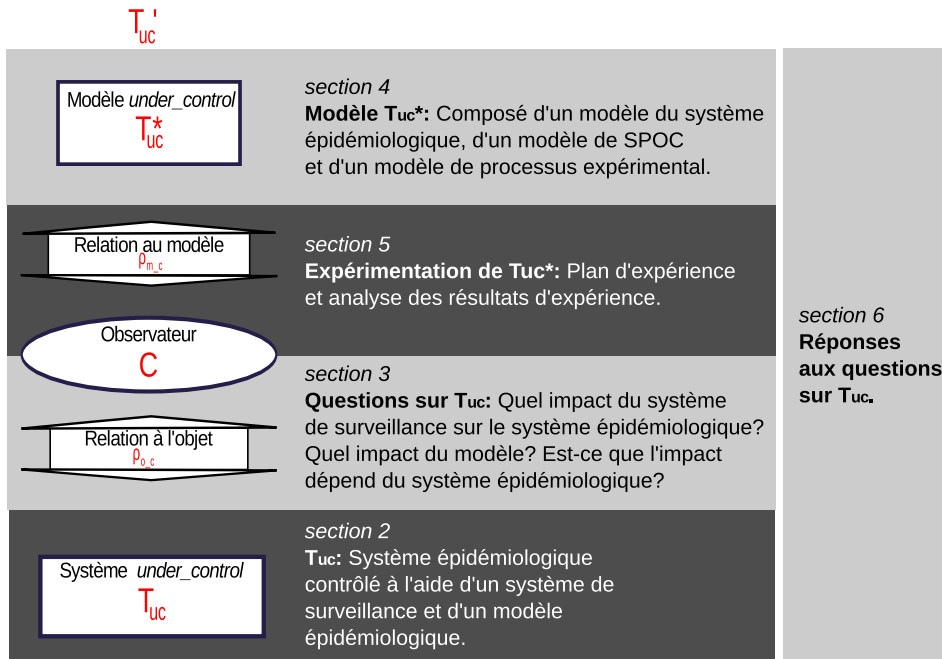 Tuc'
Modèle under_control
Tuc*
section 4
Modèle Tuc*: Composé d'un modèle du système
épidémiologique, d'un modèle de SPOC
et d'un modèle de processus expérimental.
Relation au modèle
ρm_c
section 5
Expérimentation de Tuc*: Plan d'expérience
et analyse des résultats d'expérience.
Observateur
C
section 3
Questions sur Tuc: Quel impact du système
de surveillance sur le système épidémiologique?
Quel impact du modèle? Est-ce que l'impact
dépend du système épidémiologique?
Relation à l'objet
ρo_c
section 2
Tuc: Système épidémiologique
contrôlé à l'aide d'un système de
surveillance et d'un modèle
épidémiologique.
Système under_control
Tuc
section 6
Réponses
aux questions
sur Tuc.